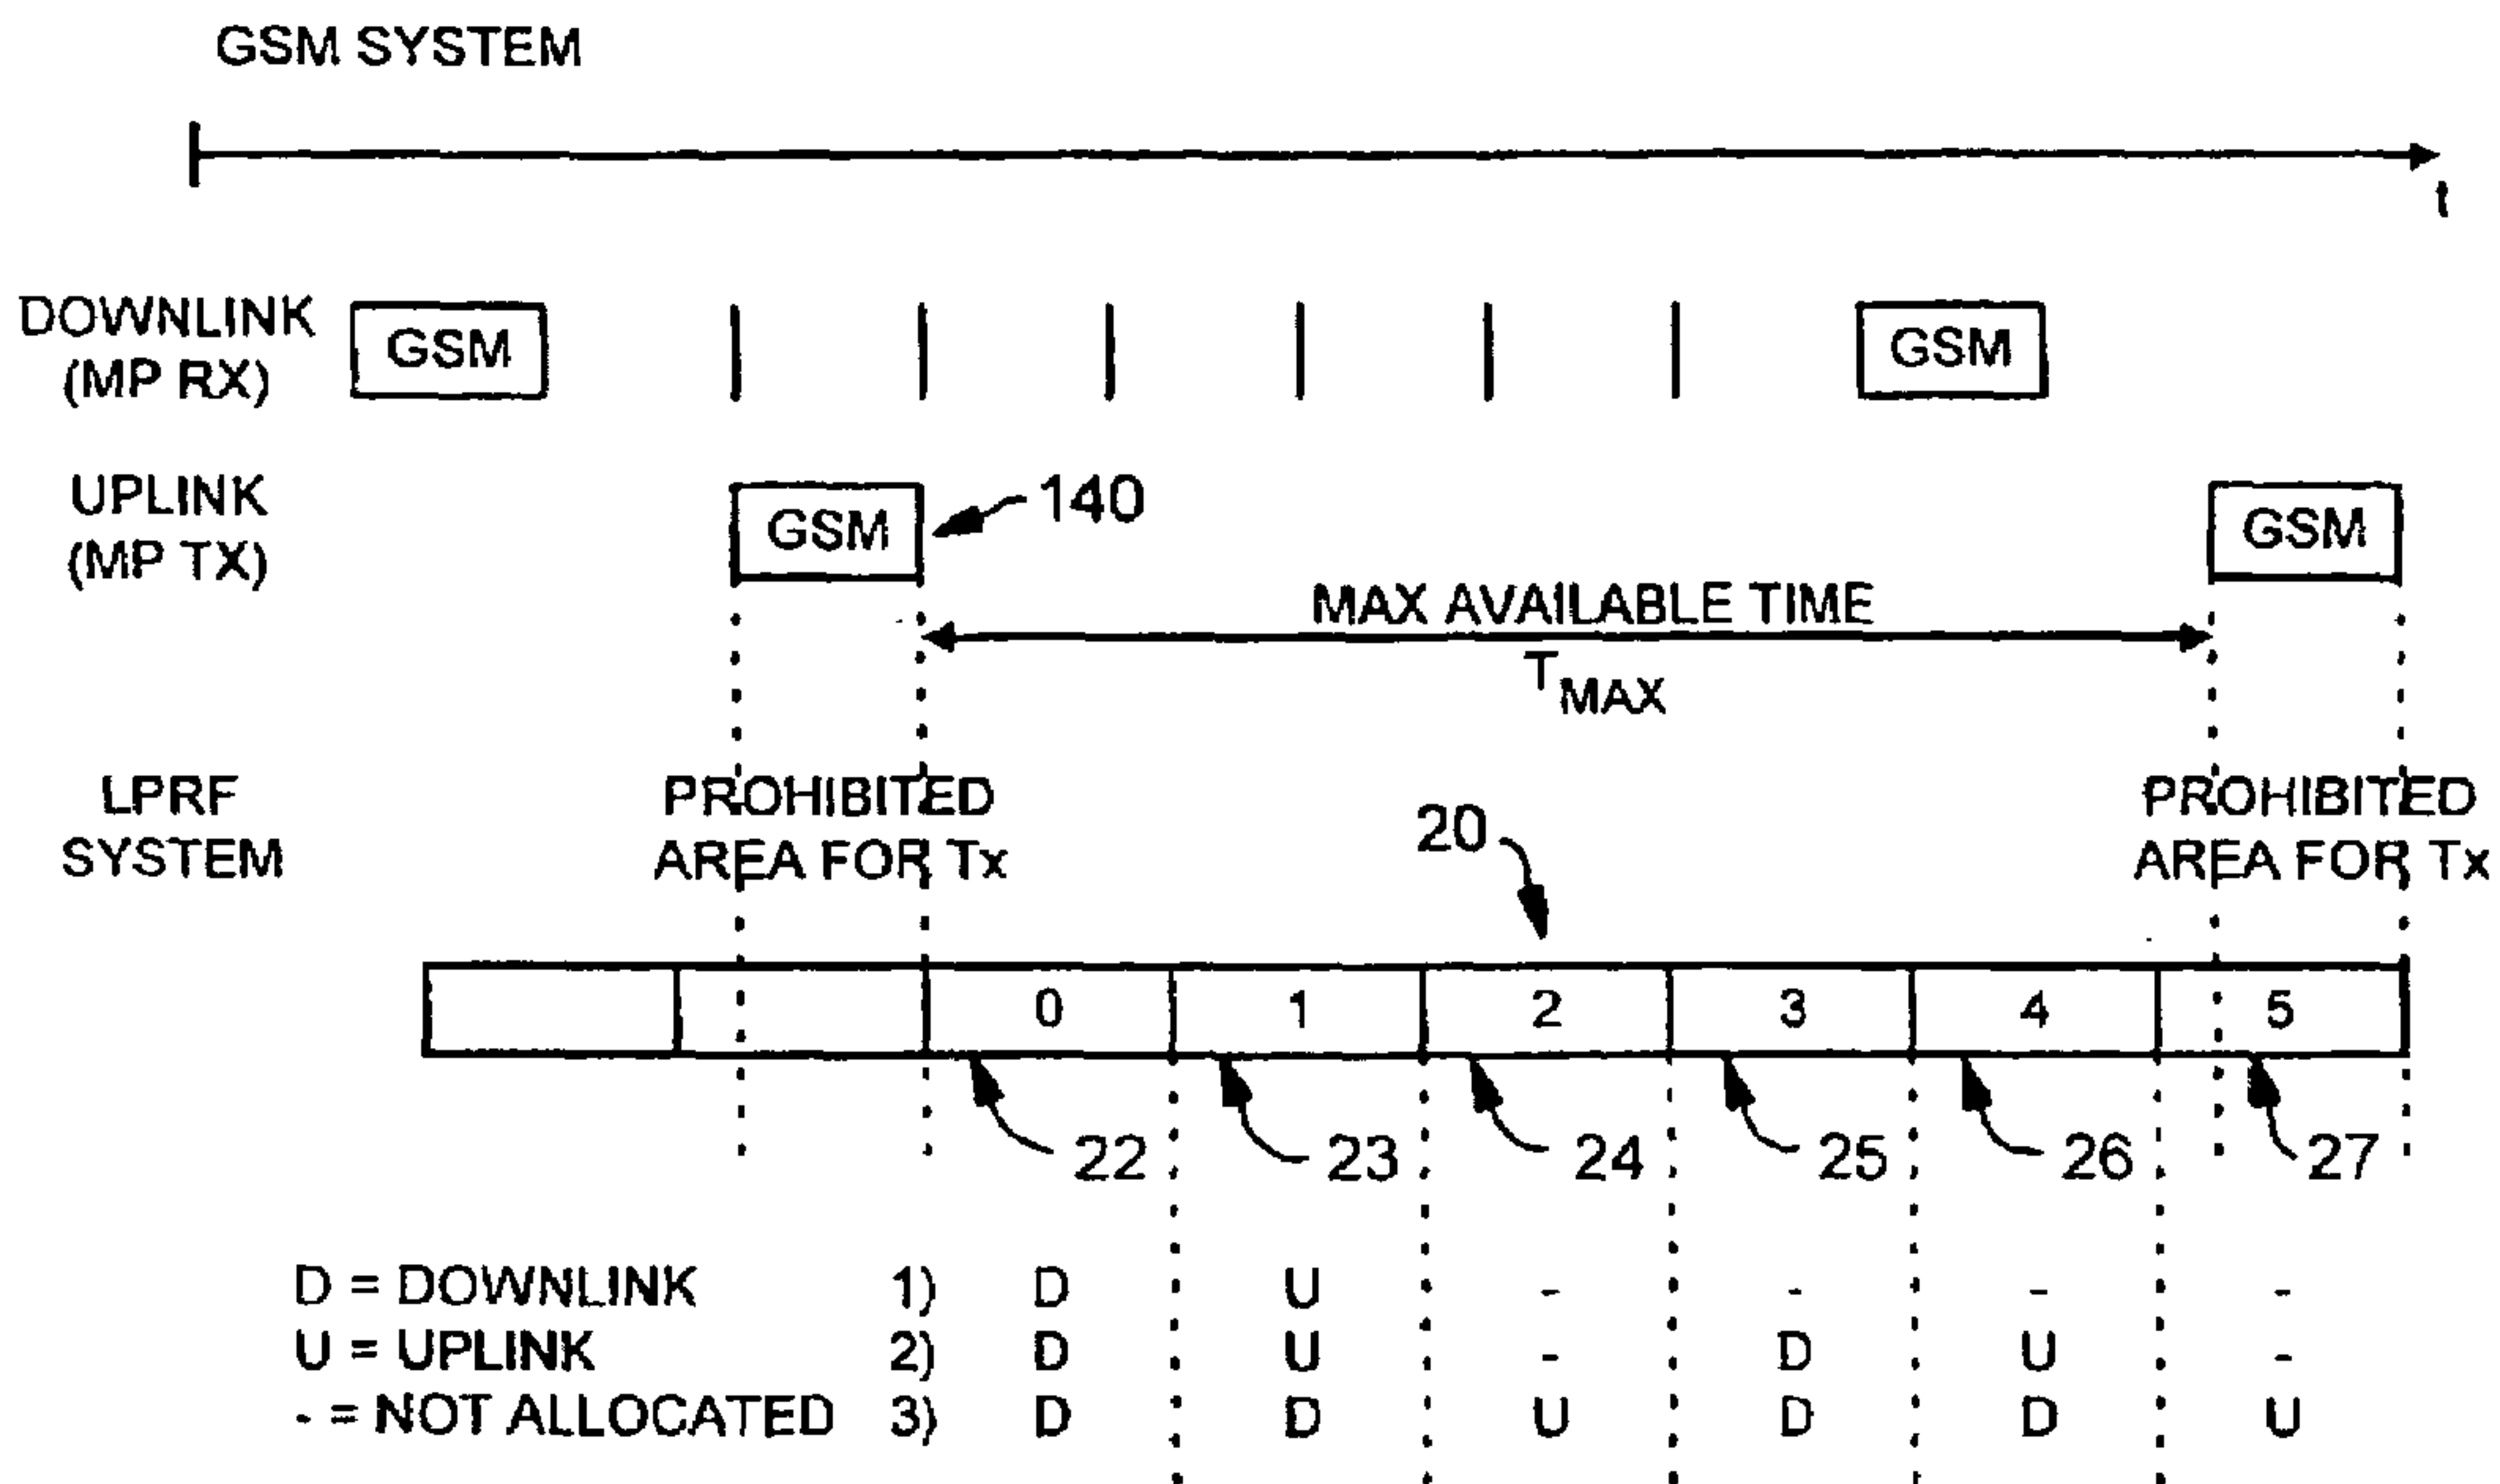 GSM SYSTEM
t
DOWNLINK
(MP RX)
GSM
GSM
UPLINK
(MP TX)
GSM
140
GSM
MAX AVAILABLE TIME
TMAX
LPRF
SYSTEM
PROHIBITED
AREA FOR Tx
20
PROHIBITED
AREA FOR Tx
0 1 2 3 4 5
22 23 24 25 26 27
D = DOWNLINK 1) D U - - - -
U = UPLINK 2) D U - D U -
- = NOT ALLOCATED 3) D D U D D U